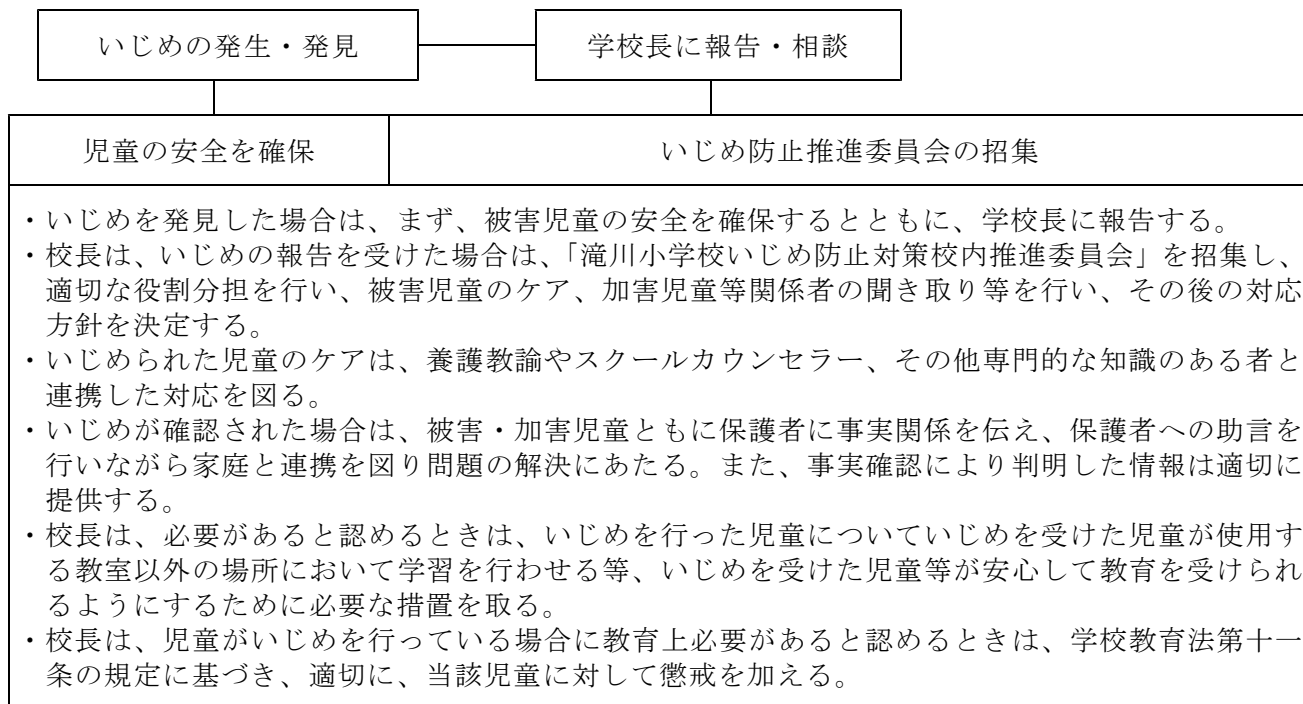 いじめの発生・発見
学校長に報告・相談
児童の安全を確保
いじめ防止推進委員会の招集
・いじめを発見した場合は、まず、被害児童の安全を確保するとともに、学校長に報告する。
・校長は、いじめの報告を受けた場合は、「滝川小学校いじめ防止対策校内推進委員会」を招集し、
適切な役割分担を行い、被害児童のケア、加害児童等関係者の聞き取り等を行い、その後の対応
方針を決定する。
・いじめられた児童のケアは、養護教諭やスクールカウンセラー、その他専門的な知識のある者と
連携した対応を図る。
・いじめが確認された場合は、被害・加害児童ともに保護者に事実関係を伝え、保護者への助言を
行いながら家庭と連携を図り問題の解決にあたる。また、事実確認により判明した情報は適切に
提供する。
・校長は、必要があると認めるときは、いじめを行った児童についていじめを受けた児童が使用す
る教室以外の場所において学習を行わせる等、いじめを受けた児童等が安心して教育を受けられ
るようにするために必要な措置を取る。
・校長は、児童がいじめを行っている場合に教育上必要があると認めるときは、学校教育法第十一
条の規定に基づき、適切に、当該児童に対して懲戒を加える。